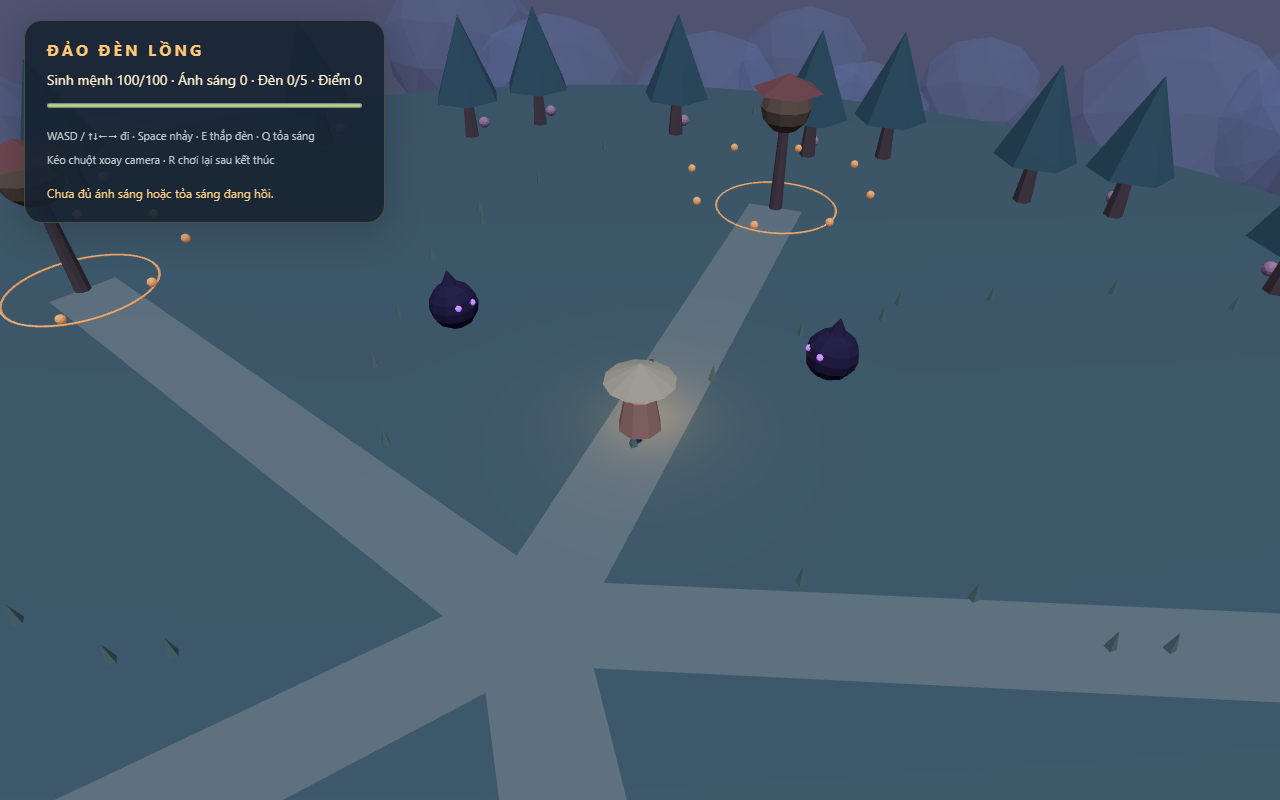 ĐẢO ĐÈN LỒNG
Sinh mệnh 100/100 · Ánh sáng 0 · Đèn 0/5 · Điểm 0
WASD / ↑↓←→ đi · Space nhảy · E thắp đèn · Q tỏa sáng
Kéo chuột xoay camera · R chơi lại sau kết thúc
Chưa đủ ánh sáng hoặc tỏa sáng đang hồi.